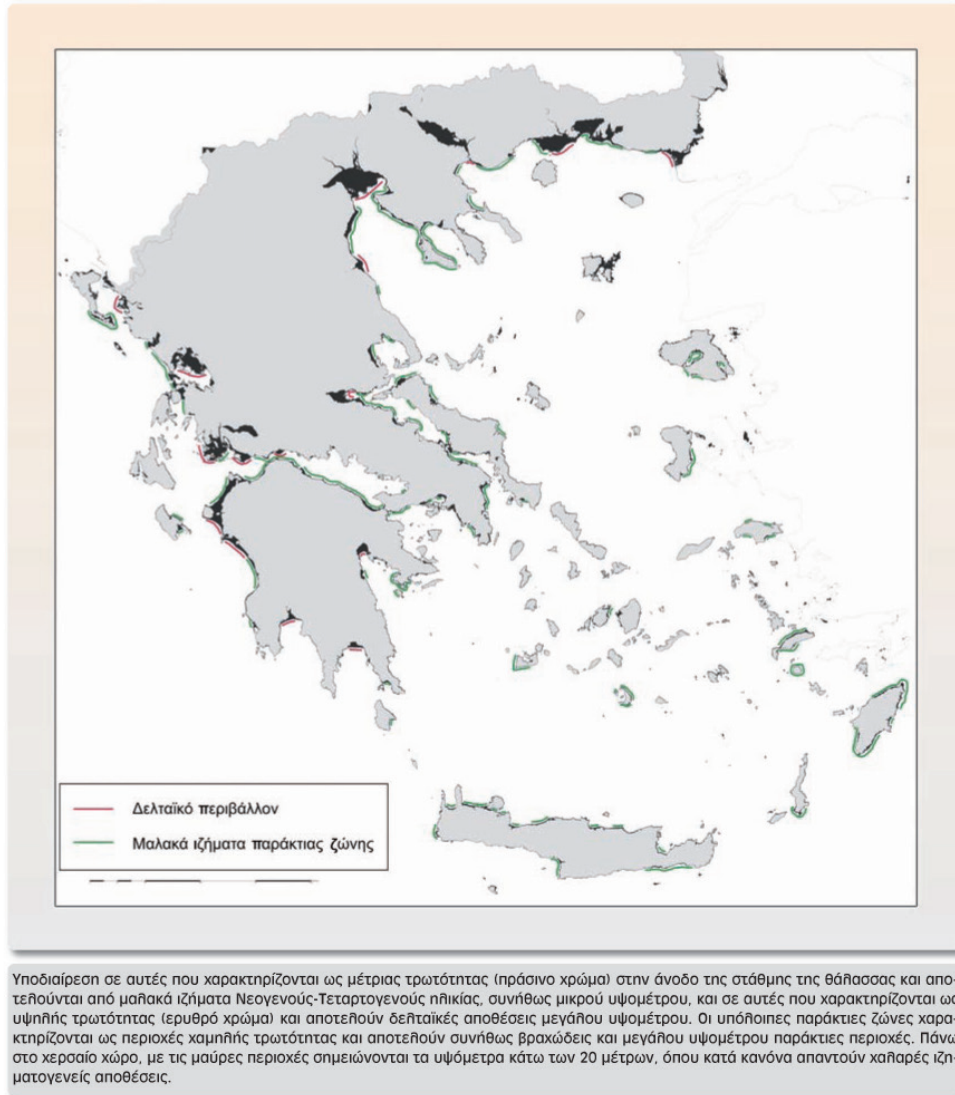 Δελταϊκό περιβάλλον
Μαλακά ιζήματα παράκτιας ζώνης
Υποδιαίρεση σε αυτές που χαρακτηρίζονται ως μέτριας τρωτότητας (πράσινο χρώμα) στην άνοδο της στάθμης της θάλασσας και απο-
τελούνται από μαλακά ιζήματα Νεογενούς-Τεταρτογενούς ηλικίας, συνήθως μικρού υψομέτρου, και σε αυτές που χαρακτηρίζονται ως
υψηλής τρωτότητας (ερυθρό χρώμα) και αποτελούν δελταϊκές αποθέσεις μεγάλου υψομέτρου. Οι υπόλοιπες παράκτιες ζώνες χαρα-
κτηρίζονται ως περιοχές χαμηλής τρωτότητας και αποτελούν συνήθως βραχώδεις και μεγάλου υψομέτρου παράκτιες περιοχές. Πάνω
στο χερσαίο χώρο, με τις μαύρες περιοχές σημειώνονται τα υψόμετρα κάτω των 20 μέτρων, όπου κατά κανόνα απαντούν χαλαρές ιζη-
ματογενείς αποθέσεις.